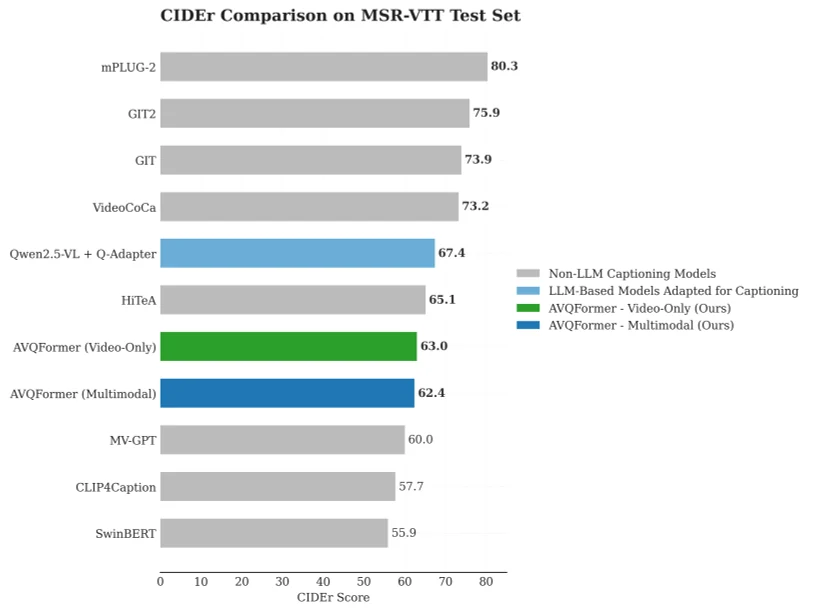 CIDEr Comparison on MSR-VTT Test Set
mPLUG-2 80.3
GIT2 75.9
GIT 73.9
VideoCoCa 73.2
Qwen2.5-VL + Q-Adapter 67.4
HiTeA 65.1
AVQFormer (Video-Only) 63.0
AVQFormer (Multimodal) 62.4
MV-GPT 60.0
CLIP4Caption 57.7
SwinBERT 55.9
0 10 20 30 40 50 60 70 80
CIDEr Score
Non-LLM Captioning Models
LLM-Based Models Adapted for Captioning
AVQFormer - Video-Only (Ours)
AVQFormer - Multimodal (Ours)